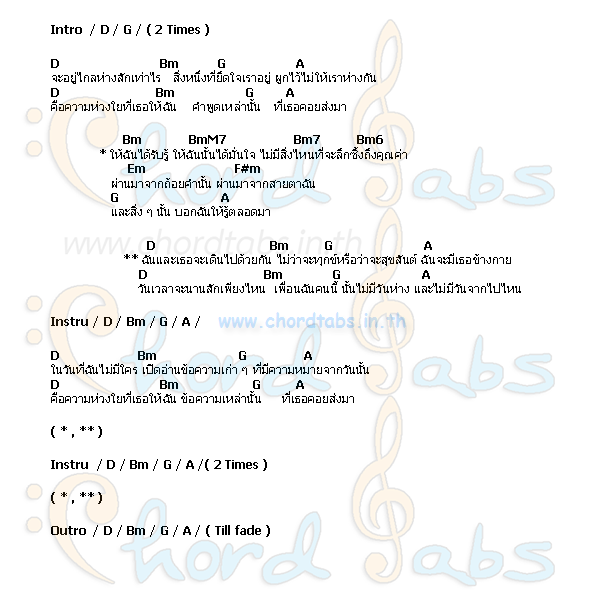 Intro / D / G / ( 2 Times )
D Bm G A
จะอยู่ไกลห่างสักเท่าไร สิ่งหนึ่งที่ยึดใจเราอยู่ ผูกไว้ไม่ให้เราห่างกัน
D Bm G A
คือความห่วงใยที่เธอให้ฉัน คำพูดเหล่านั้น ที่เธอคอยส่งมา
Bm BmM7 Bm7 Bm6
* ให้ฉันได้รับรู้ ให้ฉันนั้นได้มั่นใจ ไม่มีสิ่งไหนที่จะลึกซึ้งถึงคุณค่า
Em F#m
ผ่านมาจากถ้อยคำนั้น ผ่านมาจากสายตาฉัน
G A
และสิ่ง ๆ นั้น บอกฉันให้รู้ตลอดมา
www.chordtabs.in.th
D Bm G A
** ฉันและเธอจะเดินไปด้วยกัน ไม่ว่าจะทุกข์หรือว่าจะสุขสันต์ ฉันจะมีเธอข้างกาย
D Bm G A
วันเวลาจะนานสักเพียงไหน เพื่อนฉันคนนี้ นั้นไม่มีวันห่าง และไม่มีวันจากไปไหน
Instru / D / Bm / G / A /
www.chordtabs.in.th
D Bm G A
ในวันที่ฉันไม่มีใคร เปิดอ่านข้อความเก่า ๆ ที่มีความหมายจากวันนั้น
D Bm G A
คือความห่วงใยที่เธอให้ฉัน ข้อความเหล่านั้น ที่เธอคอยส่งมา
( * , ** )
Instru / D / Bm / G / A /( 2 Times )
( * , ** )
Outro / D / Bm / G / A / ( Till fade )
Chord Tabs
Chord Tabs
Chord Tabs